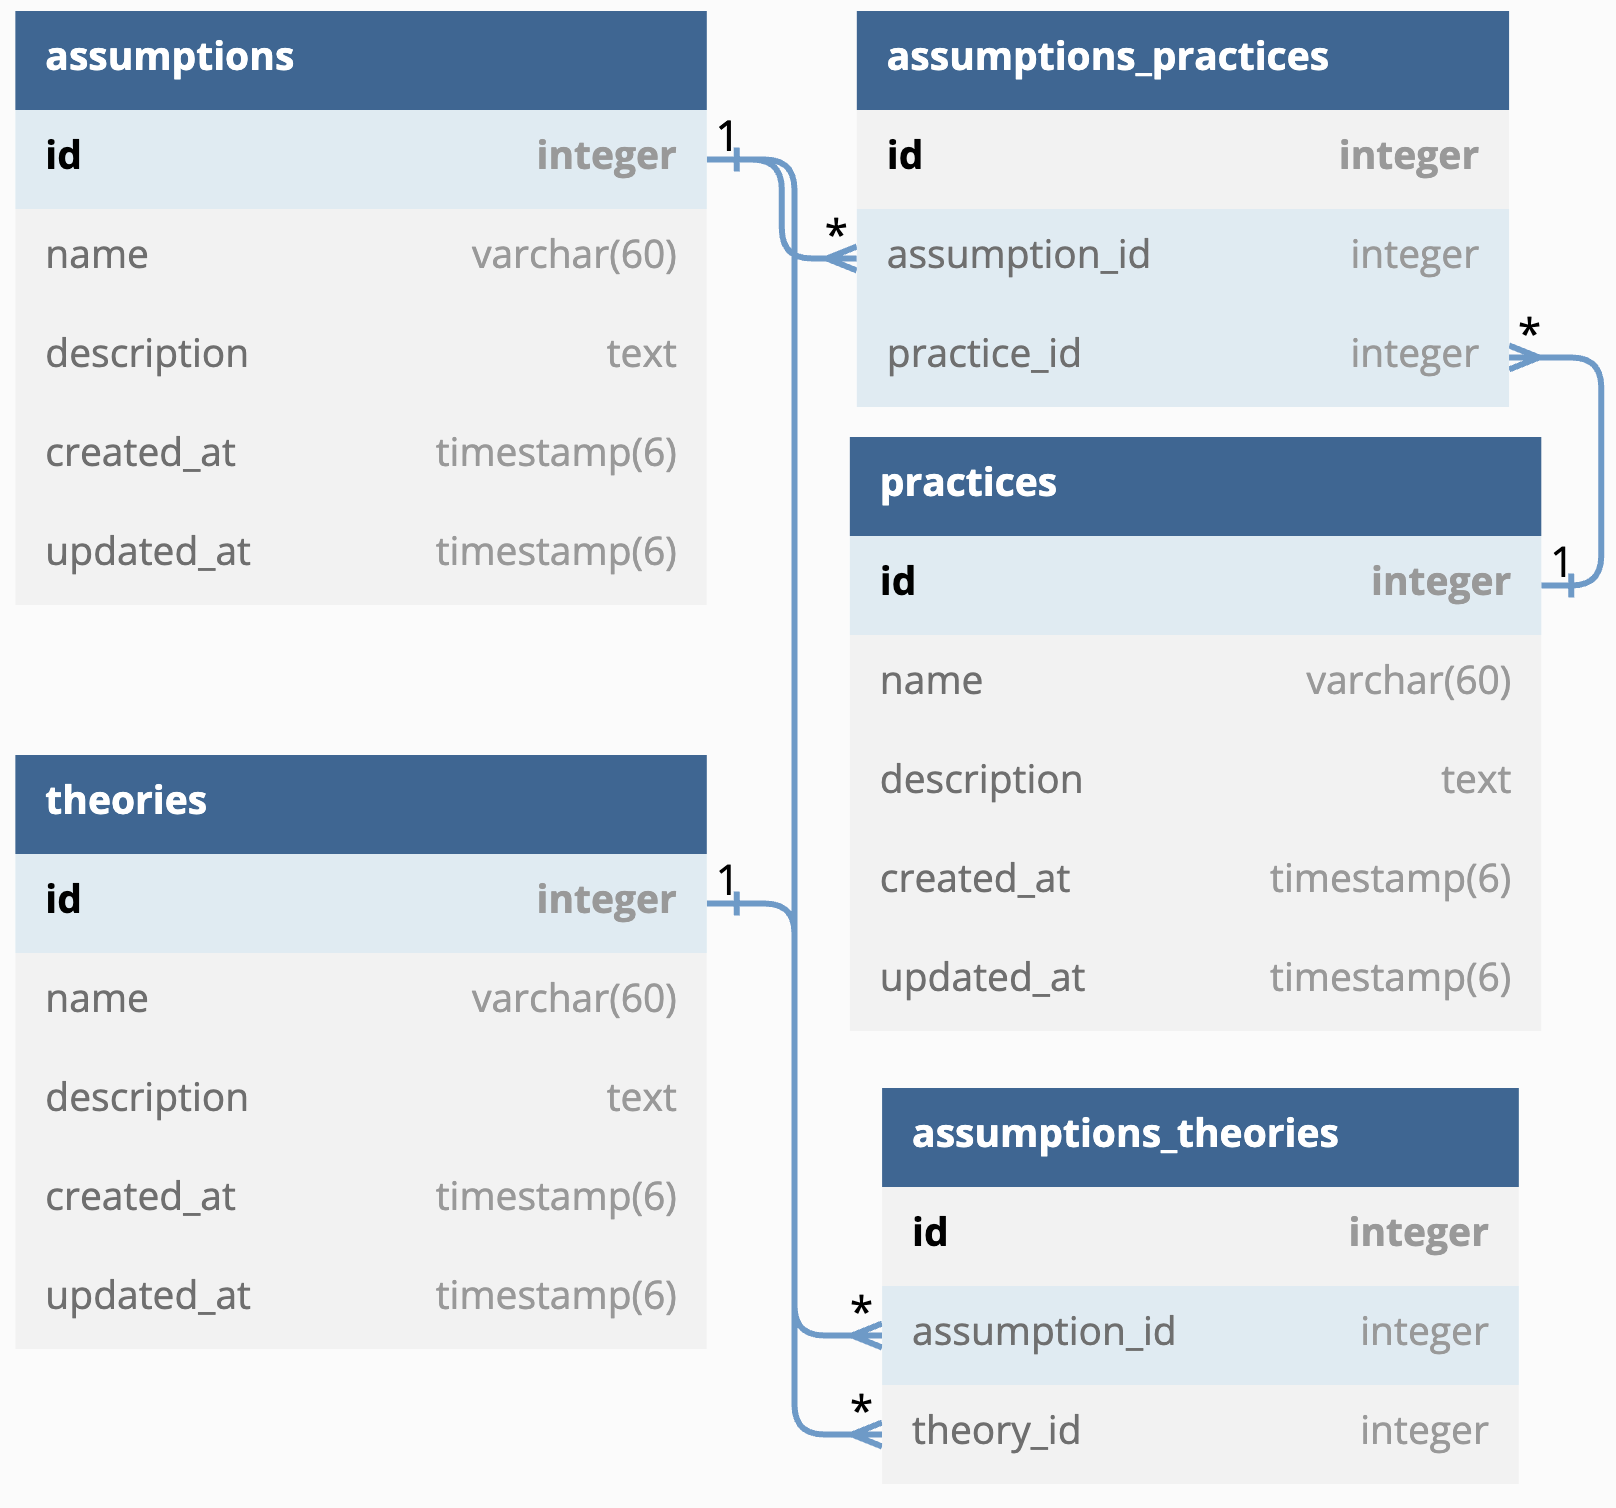 assumptions
id integer
name varchar(60)
description text
created_at timestamp(6)
updated_at timestamp(6)
1
*
assumptions_practices
id integer
assumption_id integer
practice_id integer
*
practices
id integer
1
name varchar(60)
description text
created_at timestamp(6)
updated_at timestamp(6)
theories
id integer
1
name varchar(60)
description text
created_at timestamp(6)
updated_at timestamp(6)
assumptions_theories
id integer
*
assumption_id integer
*
theory_id integer